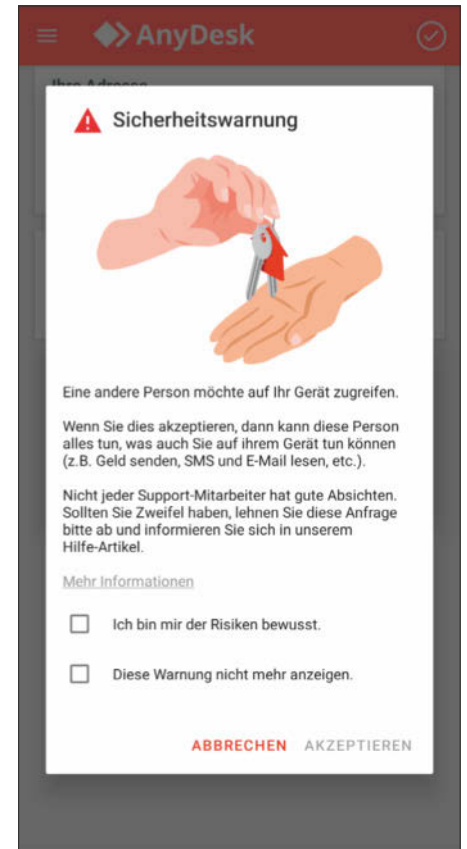 AnyDesk
Ihre Adresse
Sicherheitswarnung
Eine andere Person möchte auf Ihr Gerät zugreifen.
Wenn Sie dies akzeptieren, dann kann diese Person
alles tun, was auch Sie auf ihrem Gerät tun können
(z.B. Geld senden, SMS und E-Mail lesen, etc.).
Nicht jeder Support-Mitarbeiter hat gute Absichten.
Sollten Sie Zweifel haben, lehnen Sie diese Anfrage
bitte ab und informieren Sie sich in unserem
Hilfe-Artikel.
Mehr Informationen
Ich bin mir der Risiken bewusst.
Diese Warnung nicht mehr anzeigen.
ABBRECHEN AKZEPTIEREN